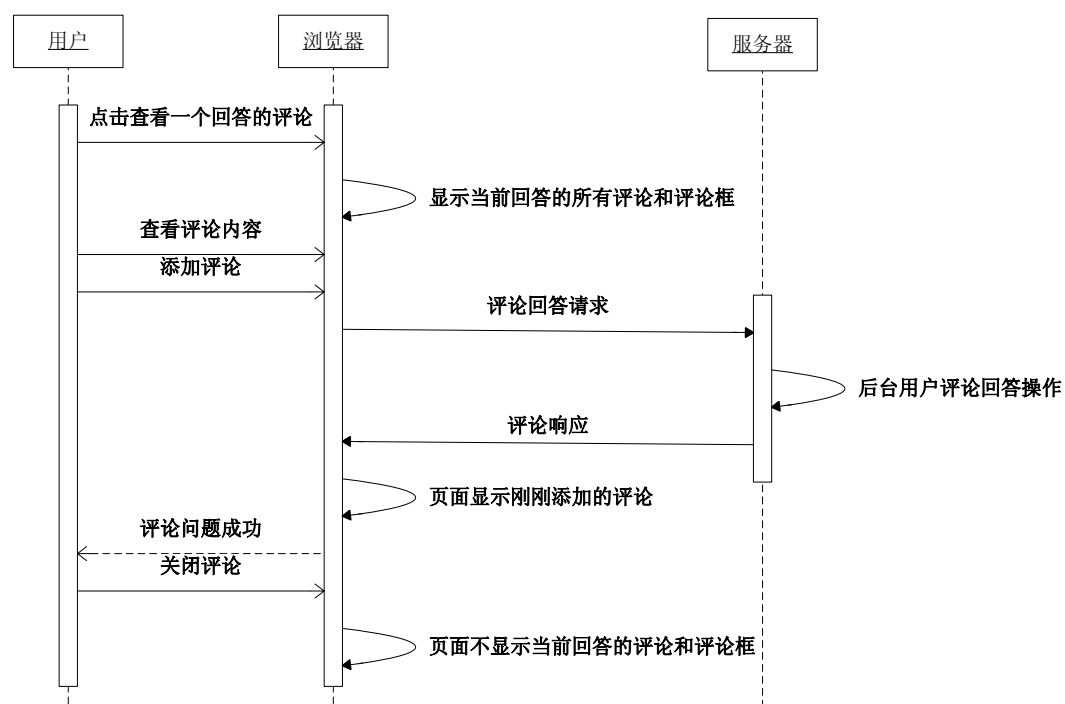 用户
浏览器
服务器
点击查看一个回答的评论
显示当前回答的所有评论和评论框
查看评论内容
添加评论
评论回答请求
后台用户评论回答操作
评论响应
页面显示刚刚添加的评论
评论问题成功
关闭评论
页面不显示当前回答的评论和评论框